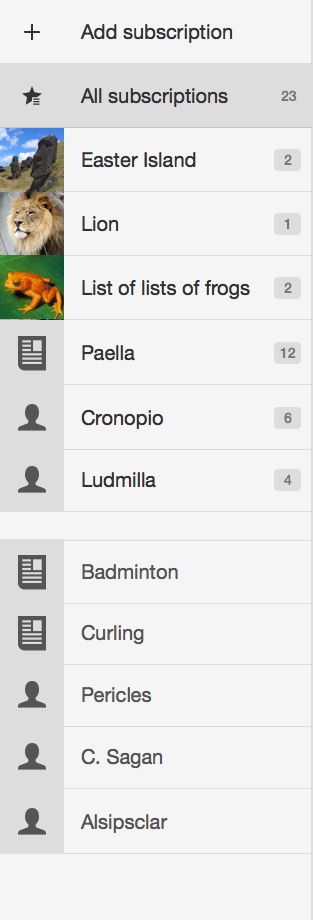 Add subscription
All subscriptions 23
Easter Island 2
Lion 1
List of lists of frogs 2
Paella 12
Cronopio 6
Ludmilla 4
Badminton
Curling
Pericles
C. Sagan
Alsipsclar